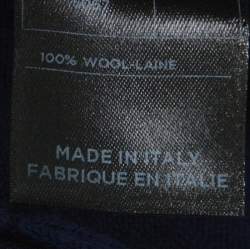 100% WOOL-LAINE
MADE IN ITALY
FABRIQUE EN ITALIE